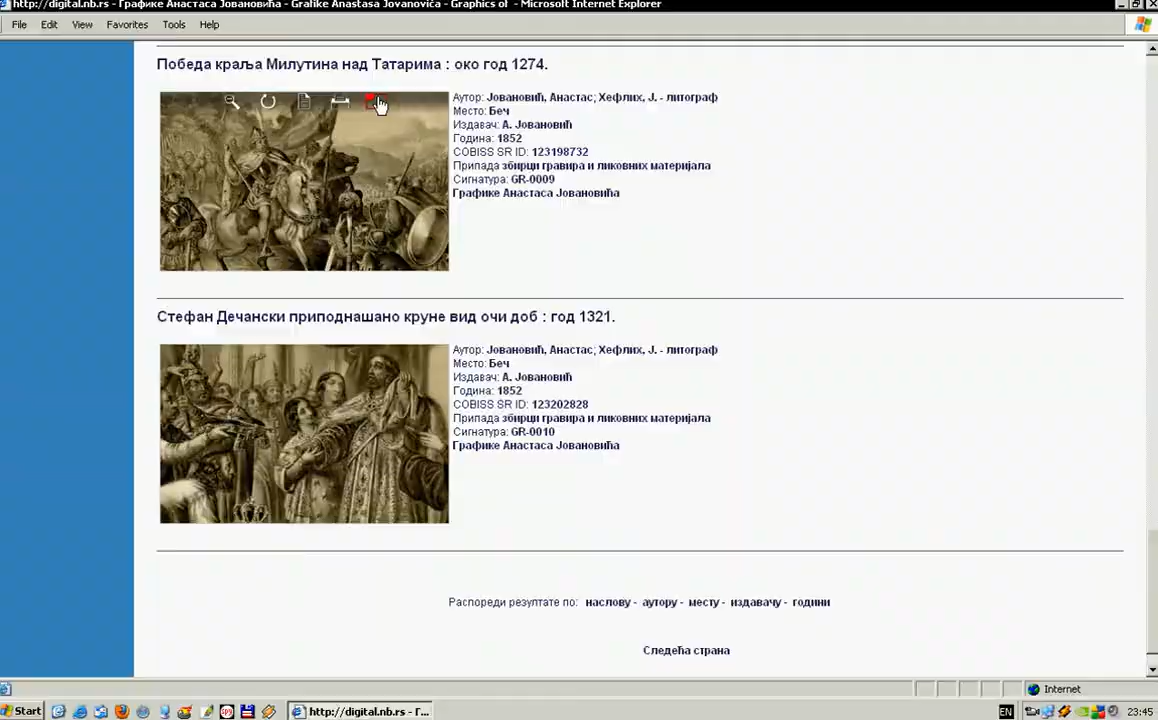 http://digital.nb.rs - Графике Анастаса Јовановића - Grafike Anastasa Jovanovića - Graphics of - Microsoft Internet Explorer
File Edit View Favorites Tools Help
Победа краља Милутина над Татарима : око год 1274.
Аутор: Јовановић, Анастас; Хефлих, Ј. - литограф
Место: Беч
Издавач: А. Јовановић
Година: 1852
COBISS SR ID: 123198732
Припада збирци гравира и ликовних материјала
Сигнатура: GR-0009
Графике Анастаса Јовановића
Стефан Дечански приподнашано круне вид очи доб : год 1321.
Аутор: Јовановић, Анастас; Хефлих, Ј. - литограф
Место: Беч
Издавач: А. Јовановић
Година: 1852
COBISS SR ID: 123202828
Припада збирци гравира и ликовних материјала
Сигнатура: GR-0010
Графике Анастаса Јовановића
Распореди резултате по: наслову - аутору - месту - издавачу - години
Следећа страна
Internet
Start http://digital.nb.rs - Г... EN 23:45